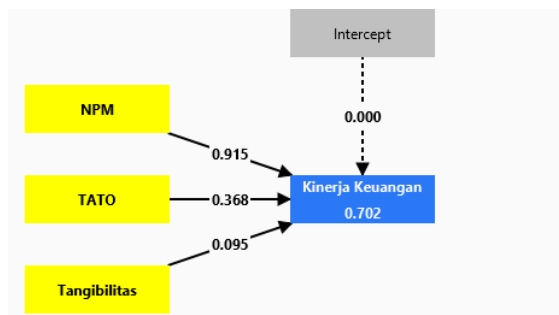 Intercept
NPM
0.000
0.915
TATO
0.368
Kinerja Keuangan
0.702
0.095
Tangibilitas